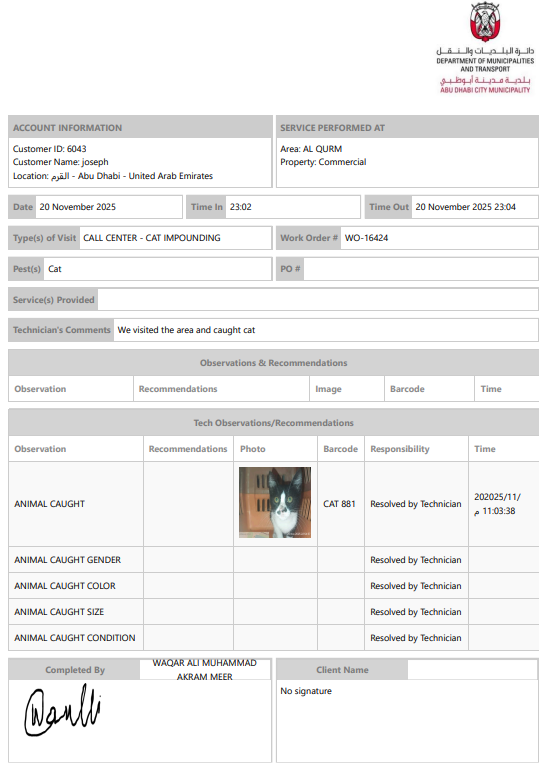 دائرة البلديات والنقل
DEPARTMENT OF MUNICIPALITIES
AND TRANSPORT
بلدية مدينة أبوظبي
ABU DHABI CITY MUNICIPALITY
ACCOUNT INFORMATION
Customer ID: 6043
Customer Name: joseph
Location: القرم - Abu Dhabi - United Arab Emirates
SERVICE PERFORMED AT
Area: AL QURM
Property: Commercial
Date 20 November 2025 Time In 23:02 Time Out 20 November 2025 23:04
Type(s) of Visit CALL CENTER - CAT IMPOUNDING Work Order # WO-16424
Pest(s) Cat PO #
Service(s) Provided
Technician's Comments We visited the area and caught cat
Observations & Recommendations
Observation Recommendations Image Barcode Time
Tech Observations/Recommendations
Observation Recommendations Photo Barcode Responsibility Time
ANIMAL CAUGHT CAT 881 Resolved by Technician 202025/11/
م 11:03:38
ANIMAL CAUGHT GENDER Resolved by Technician
ANIMAL CAUGHT COLOR Resolved by Technician
ANIMAL CAUGHT SIZE Resolved by Technician
ANIMAL CAUGHT CONDITION Resolved by Technician
Completed By WAQAR ALI MUHAMMAD
AKRAM MEER
Client Name
No signature